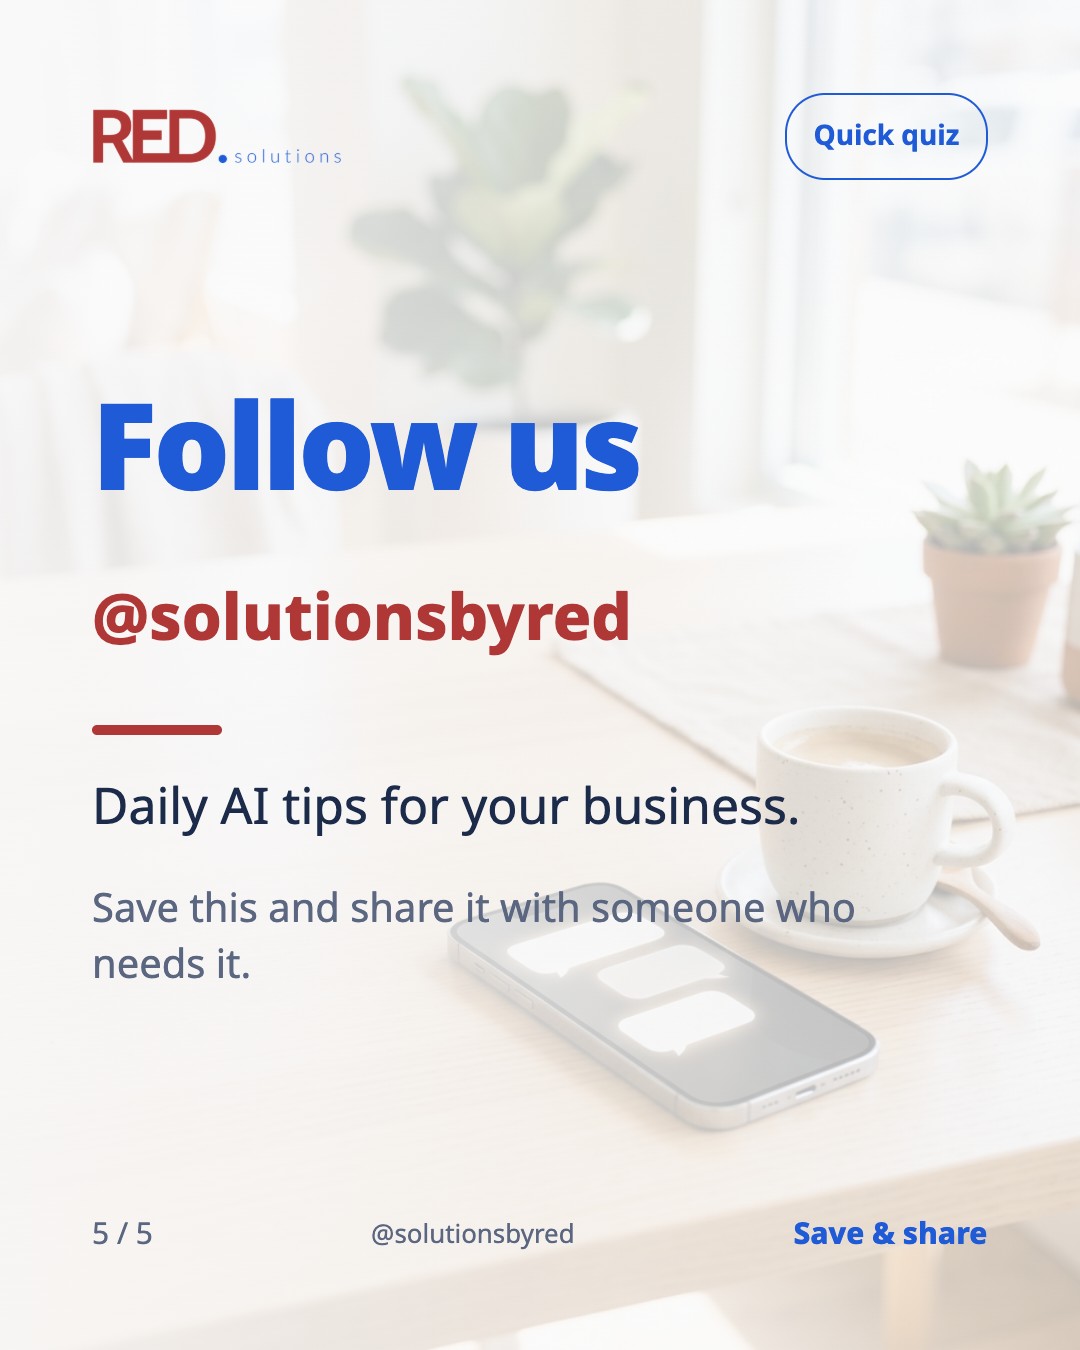 RED.solutions
Quick quiz
Follow us
@solutionsbyred
Daily AI tips for your business.
Save this and share it with someone who
needs it.
5 / 5
@solutionsbyred
Save & share